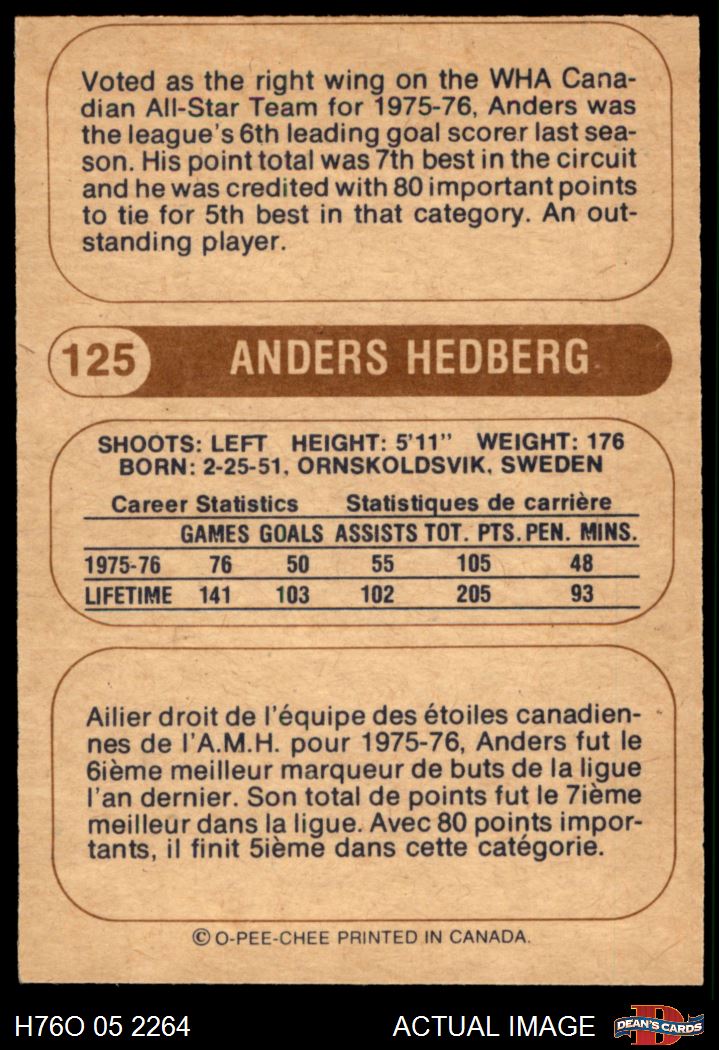 Voted as the right wing on the WHA Cana-
dian All-Star Team for 1975-76, Anders was
the league's 6th leading goal scorer last sea-
son. His point total was 7th best in the circuit
and he was credited with 80 important points
to tie for 5th best in that category. An out-
standing player.
125 ANDERS HEDBERG
SHOOTS: LEFT HEIGHT: 5'11" WEIGHT: 176
BORN: 2-25-51, ORNSKOLDSVIK, SWEDEN
Career Statistics Statistiques de carrière
GAMES GOALS ASSISTS TOT. PTS. PEN. MINS.
1975-76 76 50 55 105 48
LIFETIME 141 103 102 205 93
Ailier droit de l'équipe des étoiles canadien-
nes de l'A.M.H. pour 1975-76, Anders fut le
6ième meilleur marqueur de buts de la ligue
l'an dernier. Son total de points fut le 7ième
meilleur dans la ligue. Avec 80 points impor-
tants, il finit 5ième dans cette catégorie.
© O-PEE-CHEE PRINTED IN CANADA.
H76O 05 2264 ACTUAL IMAGE DEAN'S CARDS